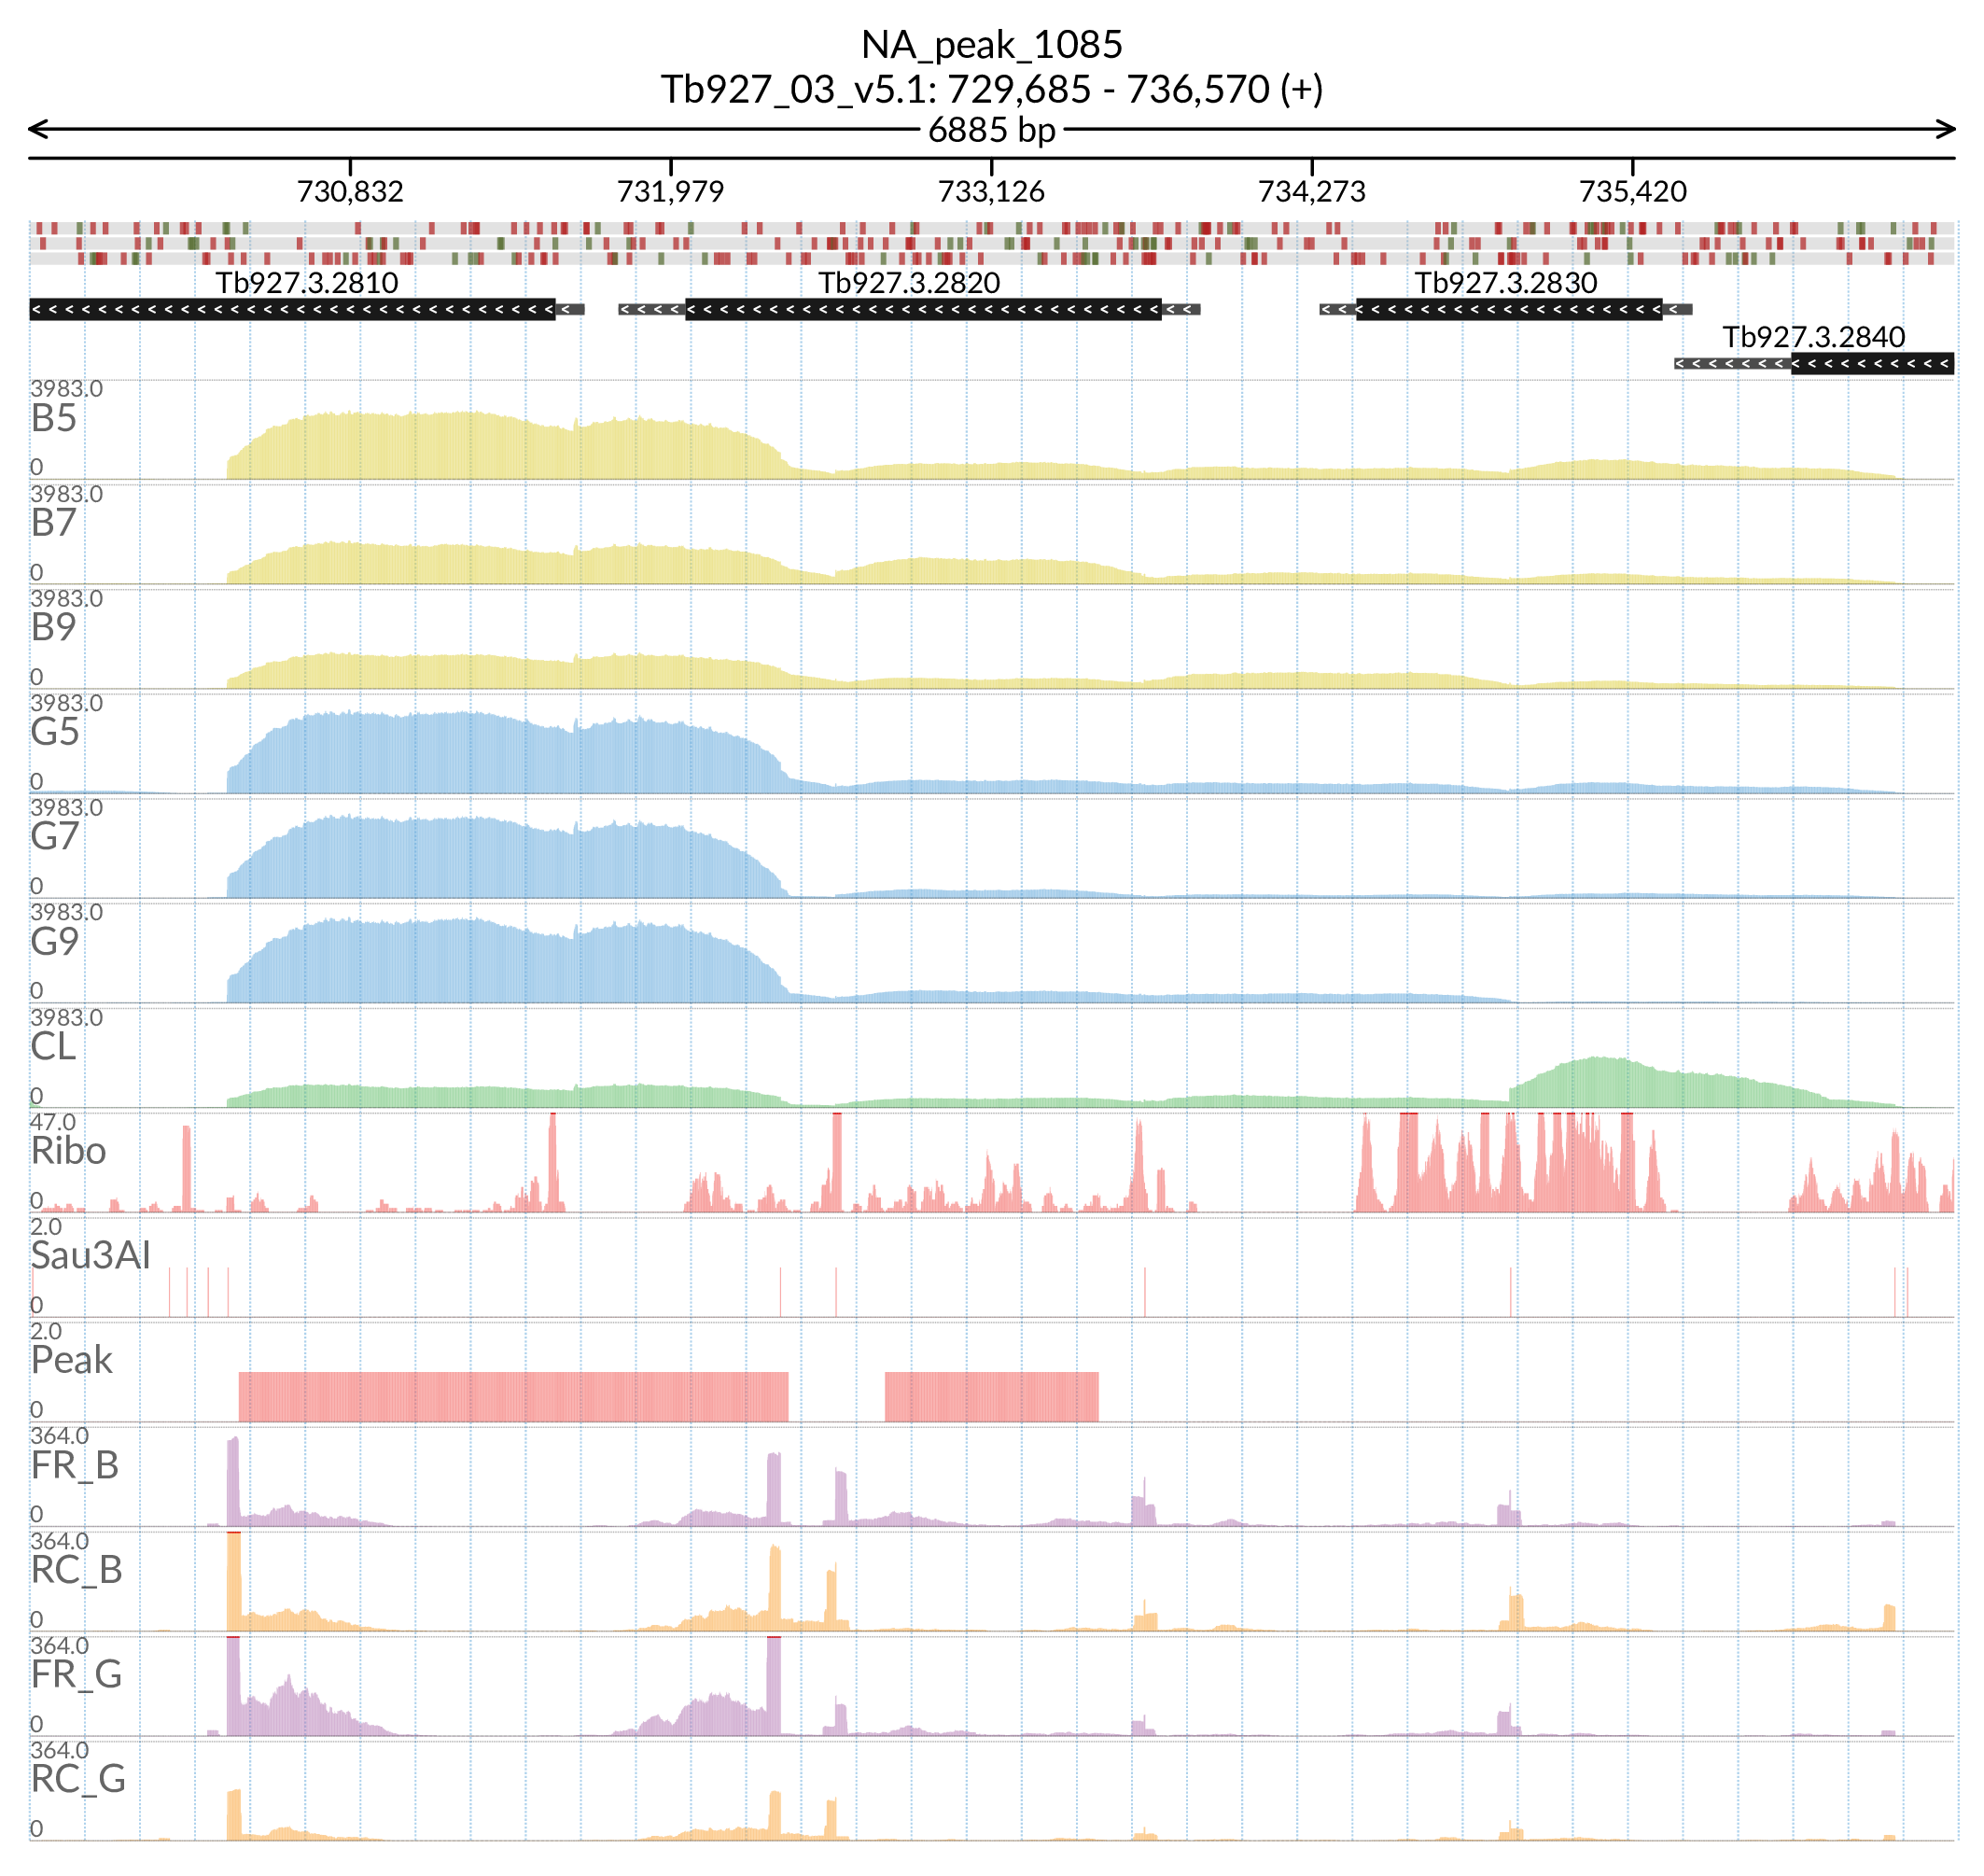 NA_peak_1085
Tb927_03_v5.1: 729,685 - 736,570 (+)
6885 bp
730,832 731,979 733,126 734,273 735,420
Tb927.3.2810 Tb927.3.2820 Tb927.3.2830
Tb927.3.2840
3983.0
B5
0
3983.0
B7
0
3983.0
B9
0
3983.0
G5
0
3983.0
G7
0
3983.0
G9
0
3983.0
CL
0
47.0
Ribo
0
2.0
Sau3AI
0
2.0
Peak
0
364.0
FR_B
0
364.0
RC_B
0
364.0
FR_G
0
364.0
RC_G
0